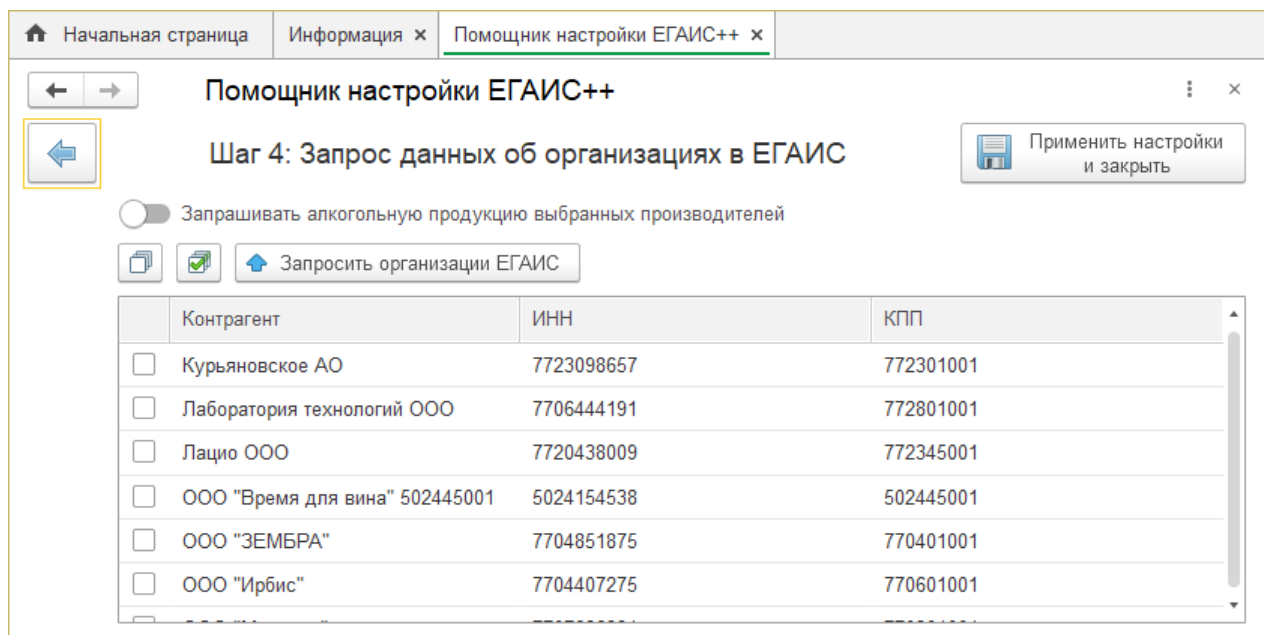 Начальная страница Информация × Помощник настройки ЕГАИС++ ×
Помощник настройки ЕГАИС++
Шаг 4: Запрос данных об организациях в ЕГАИС Применить настройки и закрыть
Запрашивать алкогольную продукцию выбранных производителей
Запросить организации ЕГАИС
Контрагент ИНН КПП
Курьяновское АО 7723098657 772301001
Лаборатория технологий ООО 7706444191 772801001
Лацио ООО 7720438009 772345001
ООО "Время для вина" 502445001 5024154538 502445001
ООО "ЗЕМБРА" 7704851875 770401001
ООО "Ирбис" 7704407275 770601001